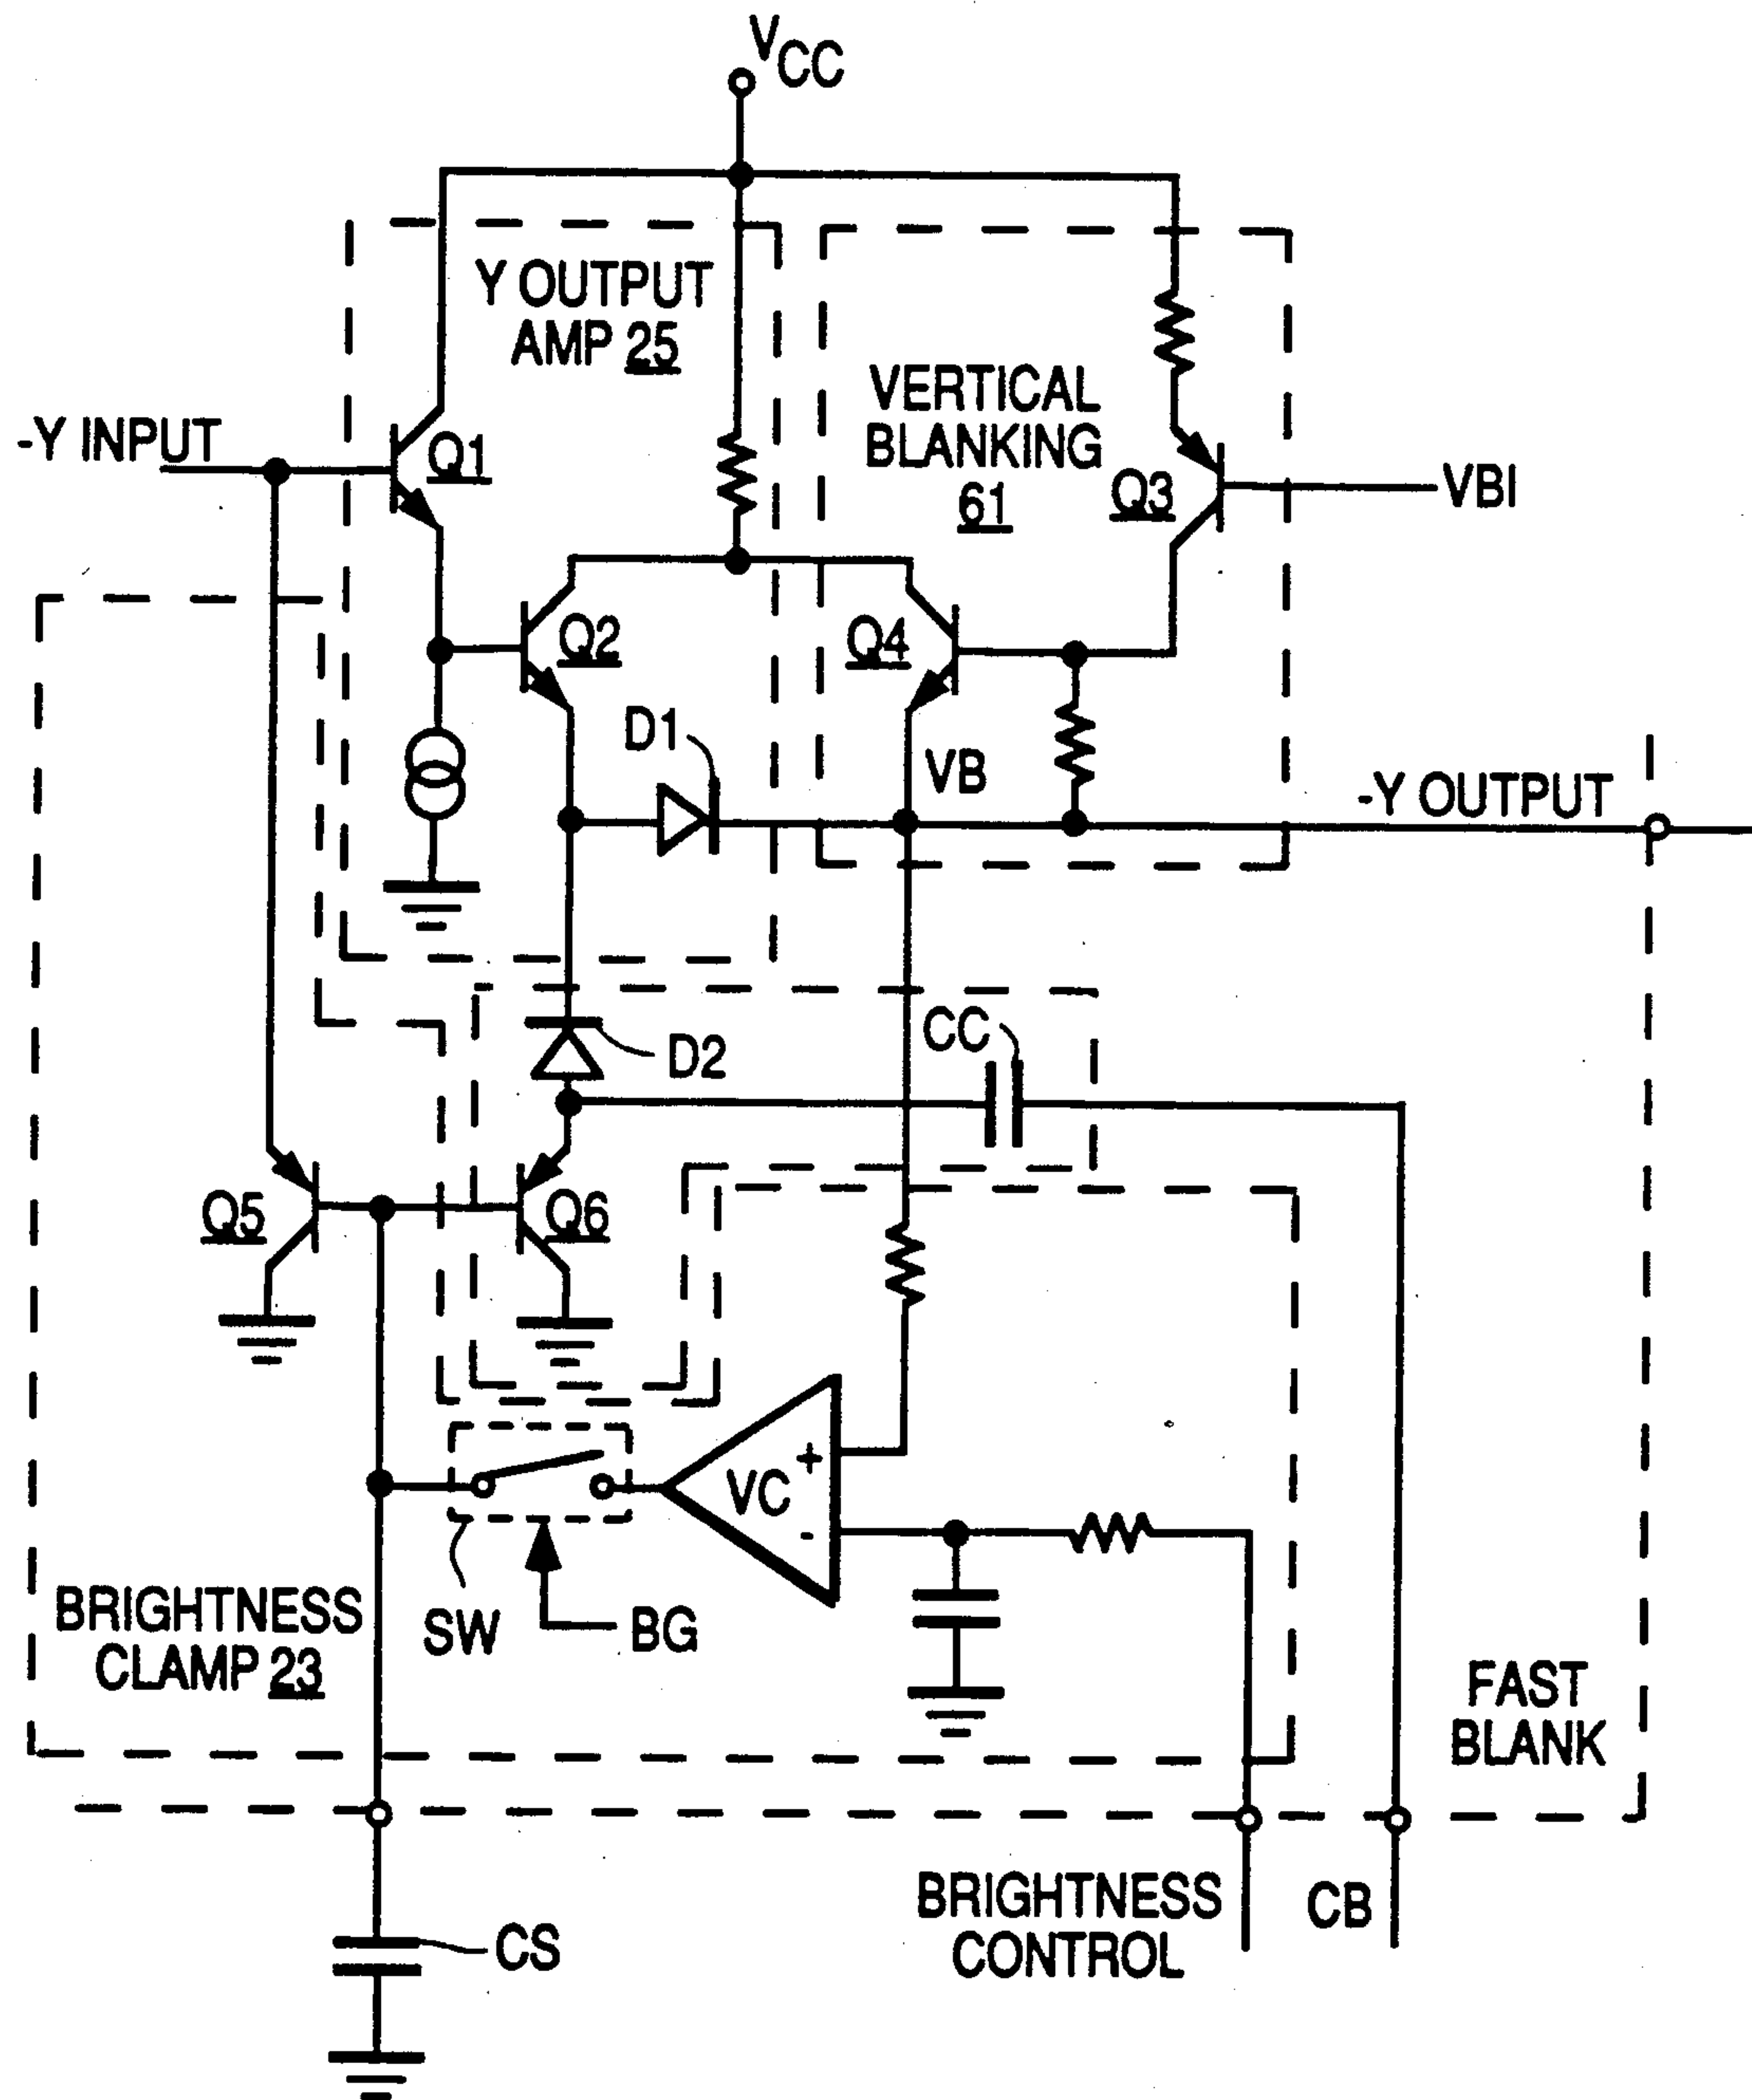 VCC
Y OUTPUT
AMP 25
-Y INPUT
Q1
VERTICAL
BLANKING
61
Q3
VBI
Q2
Q4
D1
VB
-Y OUTPUT
CC
D2
Q5
Q6
+
VC
-
BRIGHTNESS
CLAMP 23
SW
BG
FAST
BLANK
BRIGHTNESS
CONTROL
CB
CS